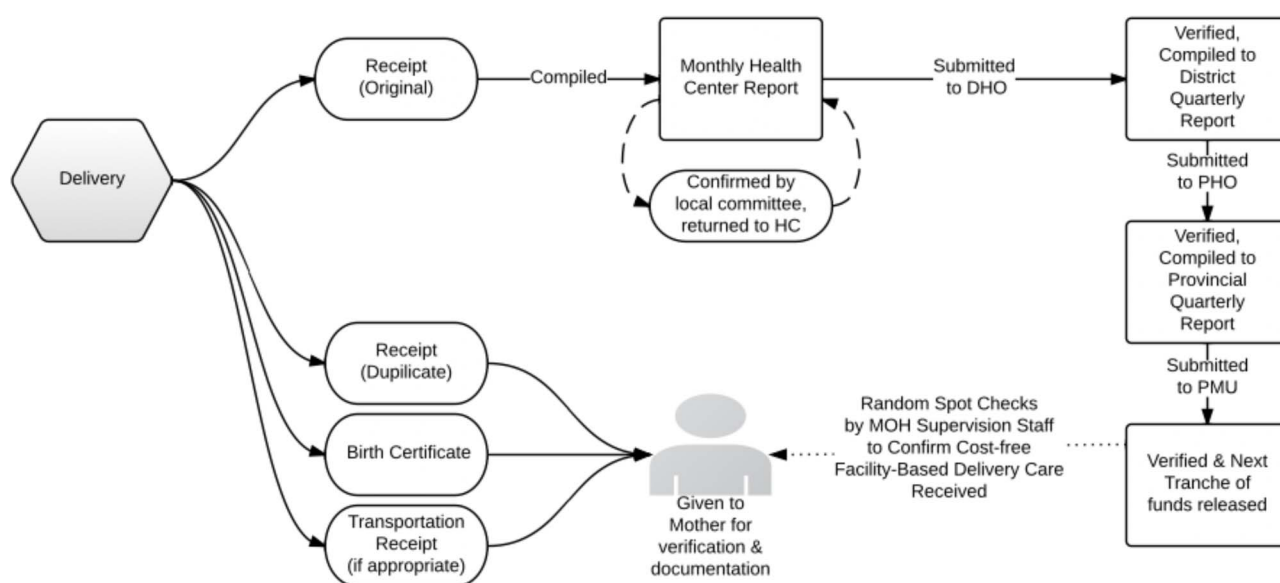 Delivery
Receipt
(Original)
Compiled
Monthly Health
Center Report
Submitted
to DHO
Verified,
Compiled to
District
Quarterly
Report
Confirmed by
local committee,
returned to HC
Submitted
to PHO
Verified,
Compiled to
Provincial
Quarterly
Report
Submitted
to PMU
Receipt
(Dupilicate)
Birth Certificate
Transportation
Receipt
(if appropriate)
Given to
Mother for
verification &
documentation
Random Spot Checks
by MOH Supervision Staff
to Confirm Cost-free
Facility-Based Delivery Care
Received
Verified & Next
Tranche of
funds released